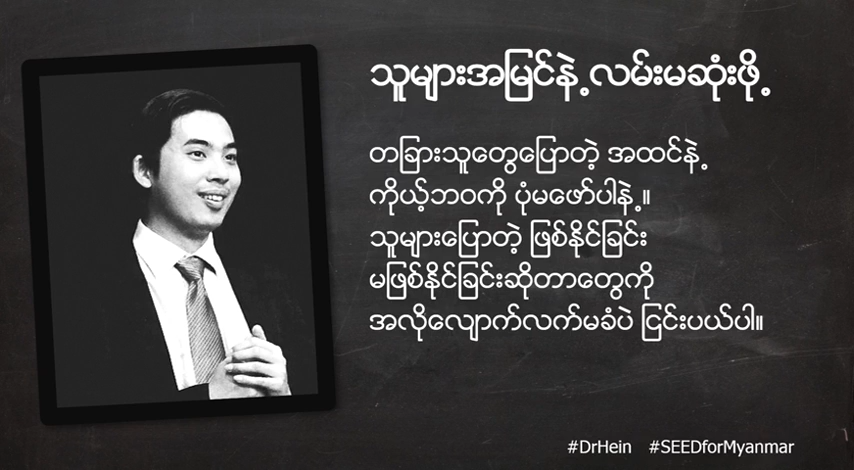 သူများအမြင်နဲ့ လမ်းမဆုံးဖို့
တခြားသူတွေပြောတဲ့ အထင်နဲ့
ကိုယ့်ဘဝကို ပုံမဖော်ပါနဲ့။
သူများပြောတဲ့ ဖြစ်နိုင်ခြင်း
မဖြစ်နိုင်ခြင်းဆိုတာတွေကို
အလိုလျောက်လက်မခံပဲ ငြင်းပယ်ပါ။
#DrHein #SEEDforMyanmar